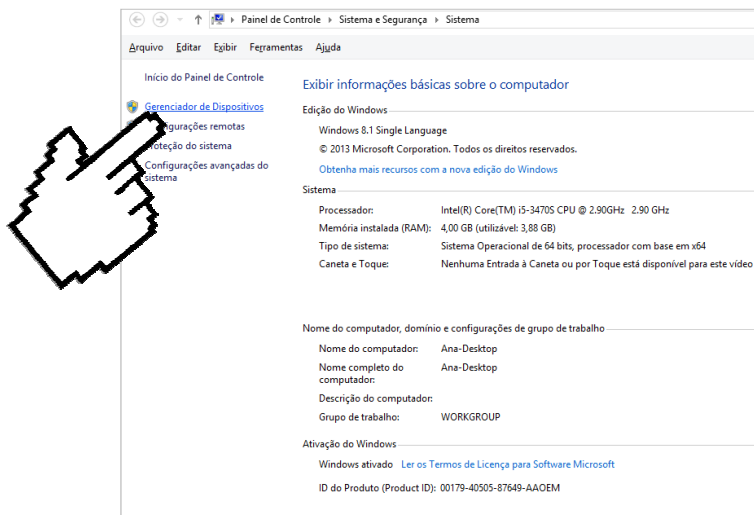 Painel de Controle Sistema e Segurança Sistema
Arquivo Editar Exibir Ferramentas Ajuda
Início do Painel de Controle
Gerenciador de Dispositivos
gurações remotas
oteção do sistema
Configurações avançadas do
sistema
Exibir informações básicas sobre o computador
Edição do Windows
Windows 8.1 Single Language
© 2013 Microsoft Corporation. Todos os direitos reservados.
Obtenha mais recursos com a nova edição do Windows
Sistema
Processador: Intel(R) Core(TM) i5-3470S CPU @ 2.90GHz 2.90 GHz
Memória instalada (RAM): 4,00 GB (utilizável: 3,88 GB)
Tipo de sistema: Sistema Operacional de 64 bits, processador com base em x64
Caneta e Toque: Nenhuma Entrada à Caneta ou por Toque está disponível para este vídeo
Nome do computador, domínio e configurações de grupo de trabalho
Nome do computador: Ana-Desktop
Nome completo do Ana-Desktop
computador:
Descrição do computador:
Grupo de trabalho: WORKGROUP
Ativação do Windows
Windows ativado Ler os Termos de Licença para Software Microsoft
ID do Produto (Product ID): 00179-40505-87649-AAOEM